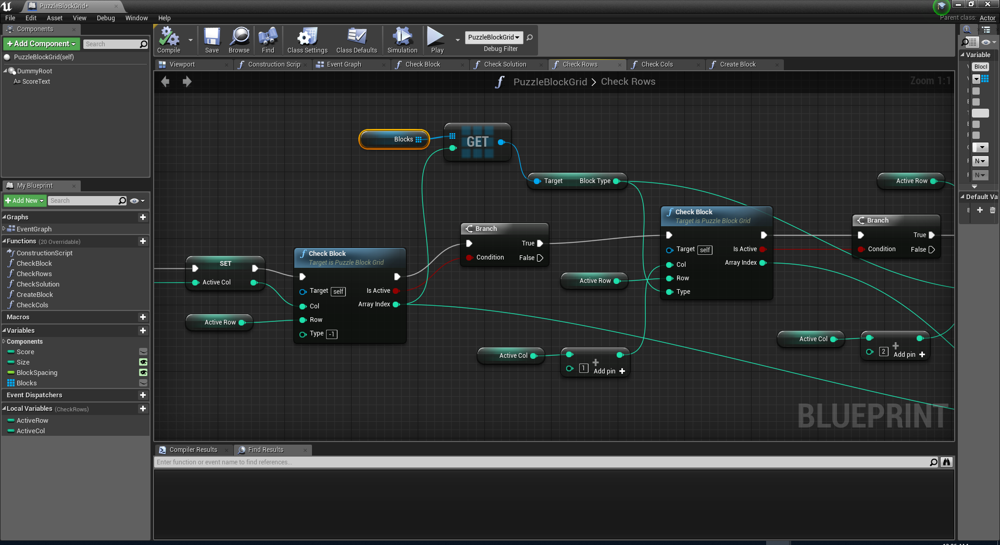 PuzzleBlockGrid*
File Edit Asset View Debug Window Help
Parent class: Actor
Components
+Add Component
Search
PuzzleBlockGrid(self)
DummyRoot
Aa ScoreText
My Blueprint
+Add New
Search
Graphs
EventGraph
Functions (20 Overridable)
ConstructionScript
CheckBlock
CheckRows
CheckSolution
CreateBlock
CheckCols
Macros
Variables
Components
Score
Size
BlockSpacing
Blocks
Event Dispatchers
Local Variables (CheckRows)
ActiveRow
ActiveCol
Compile
Save
Browse
Find
Class Settings
Class Defaults
Simulation
Play
PuzzleBlockGrid
Debug Filter
Viewport
Construction Scrip
Event Graph
Check Block
Check Solution
Check Rows
Check Cols
Create Block
PuzzleBlockGrid > Check Rows
Zoom 1:1
Blocks
GET
Target Block Type
Active Row
Check Block
Target is Puzzle Block Grid
Target self Is Active
Col Array Index
Row
Type
Branch
True
Condition False
Branch
True
Condition False
SET
Active Col
Active Row
Check Block
Target is Puzzle Block Grid
Target self Is Active
Col Array Index
Row
Type -1
Active Row
Active Col
1 Add pin +
Active Col
2 Add pin +
BLUEPRINT
Compiler Results
Find Results
Enter function or event name to find references...
Variable
Blocl
N
N
Default Va